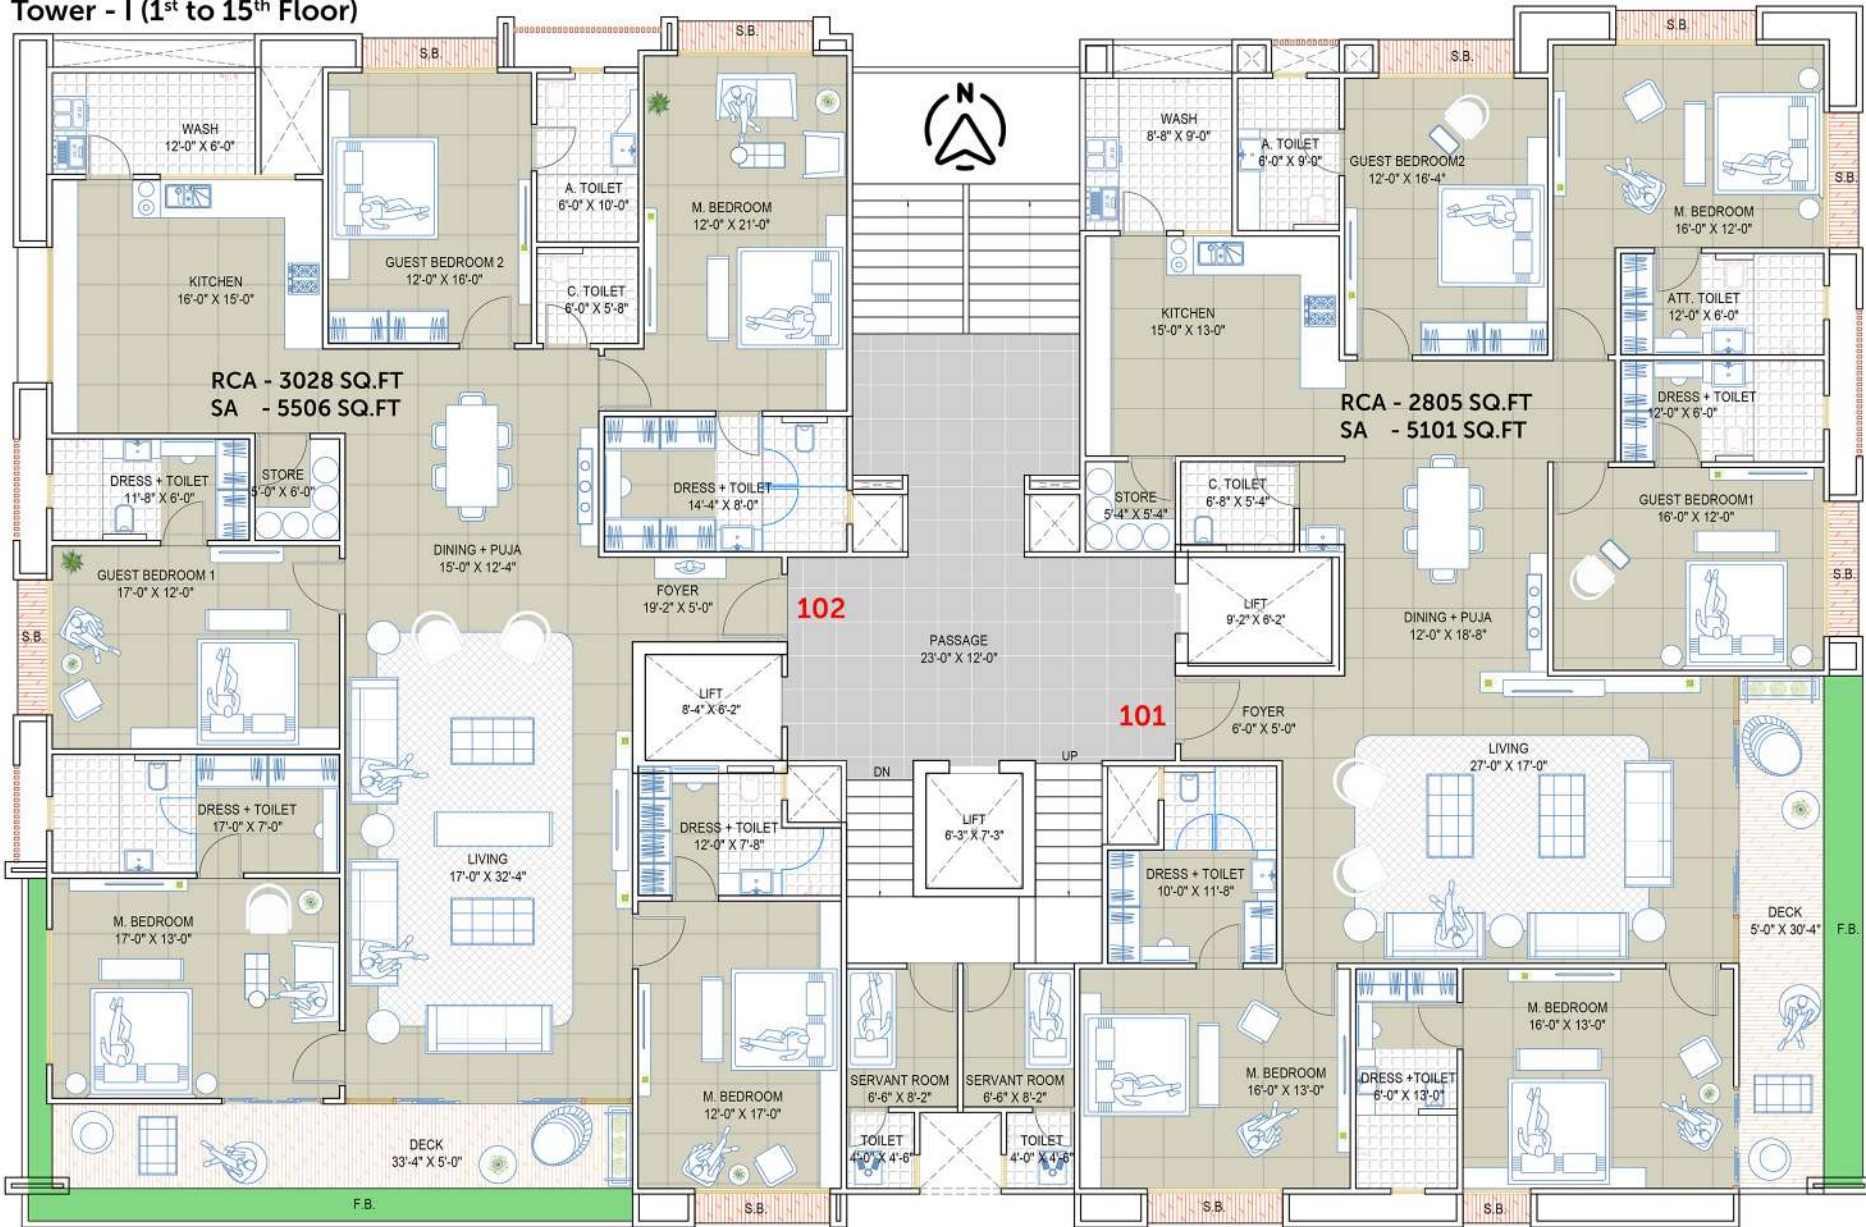 Tower - I (1st to 15th Floor)
S.B.
S.B.
WASH
12'-0" X 6'-0"
A. TOILET
6'-0" X 10'-0"
M. BEDROOM
12'-0" X 21'-0"
GUEST BEDROOM 2
12'-0" X 16'-0"
KITCHEN
16'-0" X 15'-0"
C. TOILET
6'-0" X 5'-8"
RCA - 3028 SQ.FT
SA - 5506 SQ.FT
DRESS + TOILET
11'-8" X 6'-0"
STORE
5'-0" X 6'-0"
DRESS + TOILET
14'-4" X 8'-0"
DINING + PUJA
15'-0" X 12'-4"
GUEST BEDROOM 1
17'-0" X 12'-0"
FOYER
19'-2" X 5'-0"
S.B.
LIFT
8'-4" X 6'-2"
DRESS + TOILET
17'-0" X 7'-0"
DRESS + TOILET
12'-0" X 7'-8"
LIVING
17'-0" X 32'-4"
M. BEDROOM
17'-0" X 13'-0"
M. BEDROOM
12'-0" X 17'-0"
DECK
33'-4" X 5'-0"
F.B.
S.B.
N
102
PASSAGE
23'-0" X 12'-0"
101
DN
UP
LIFT
6'-3" X 7'-3"
SERVANT ROOM
6'-6" X 8'-2"
SERVANT ROOM
6'-6" X 8'-2"
TOILET
4'-0" X 4'-6"
TOILET
4'-0" X 4'-6"
S.B.
S.B.
WASH
8'-8" X 9'-0"
A. TOILET
6'-0" X 9'-0"
GUEST BEDROOM2
12'-0" X 16'-4"
S.B.
M. BEDROOM
16'-0" X 12'-0"
ATT. TOILET
12'-0" X 6'-0"
KITCHEN
15'-0" X 13-0"
RCA - 2805 SQ.FT
SA - 5101 SQ.FT
DRESS + TOILET
12'-0" X 6'-0"
STORE
5'-4" X 5'-4"
C. TOILET
6'-8" X 5'-4"
GUEST BEDROOM1
16'-0" X 12'-0"
S.B.
LIFT
9'-2" X 6'-2"
DINING + PUJA
12'-0" X 18'-8"
FOYER
6'-0" X 5'-0"
LIVING
27'-0" X 17'-0"
DRESS + TOILET
10'-0" X 11'-8"
DECK
5'-0" X 30'-4"
F.B.
M. BEDROOM
16'-0" X 13'-0"
M. BEDROOM
16'-0" X 13'-0"
DRESS +TOILET
6'-0" X 13'-0"
S.B.
S.B.